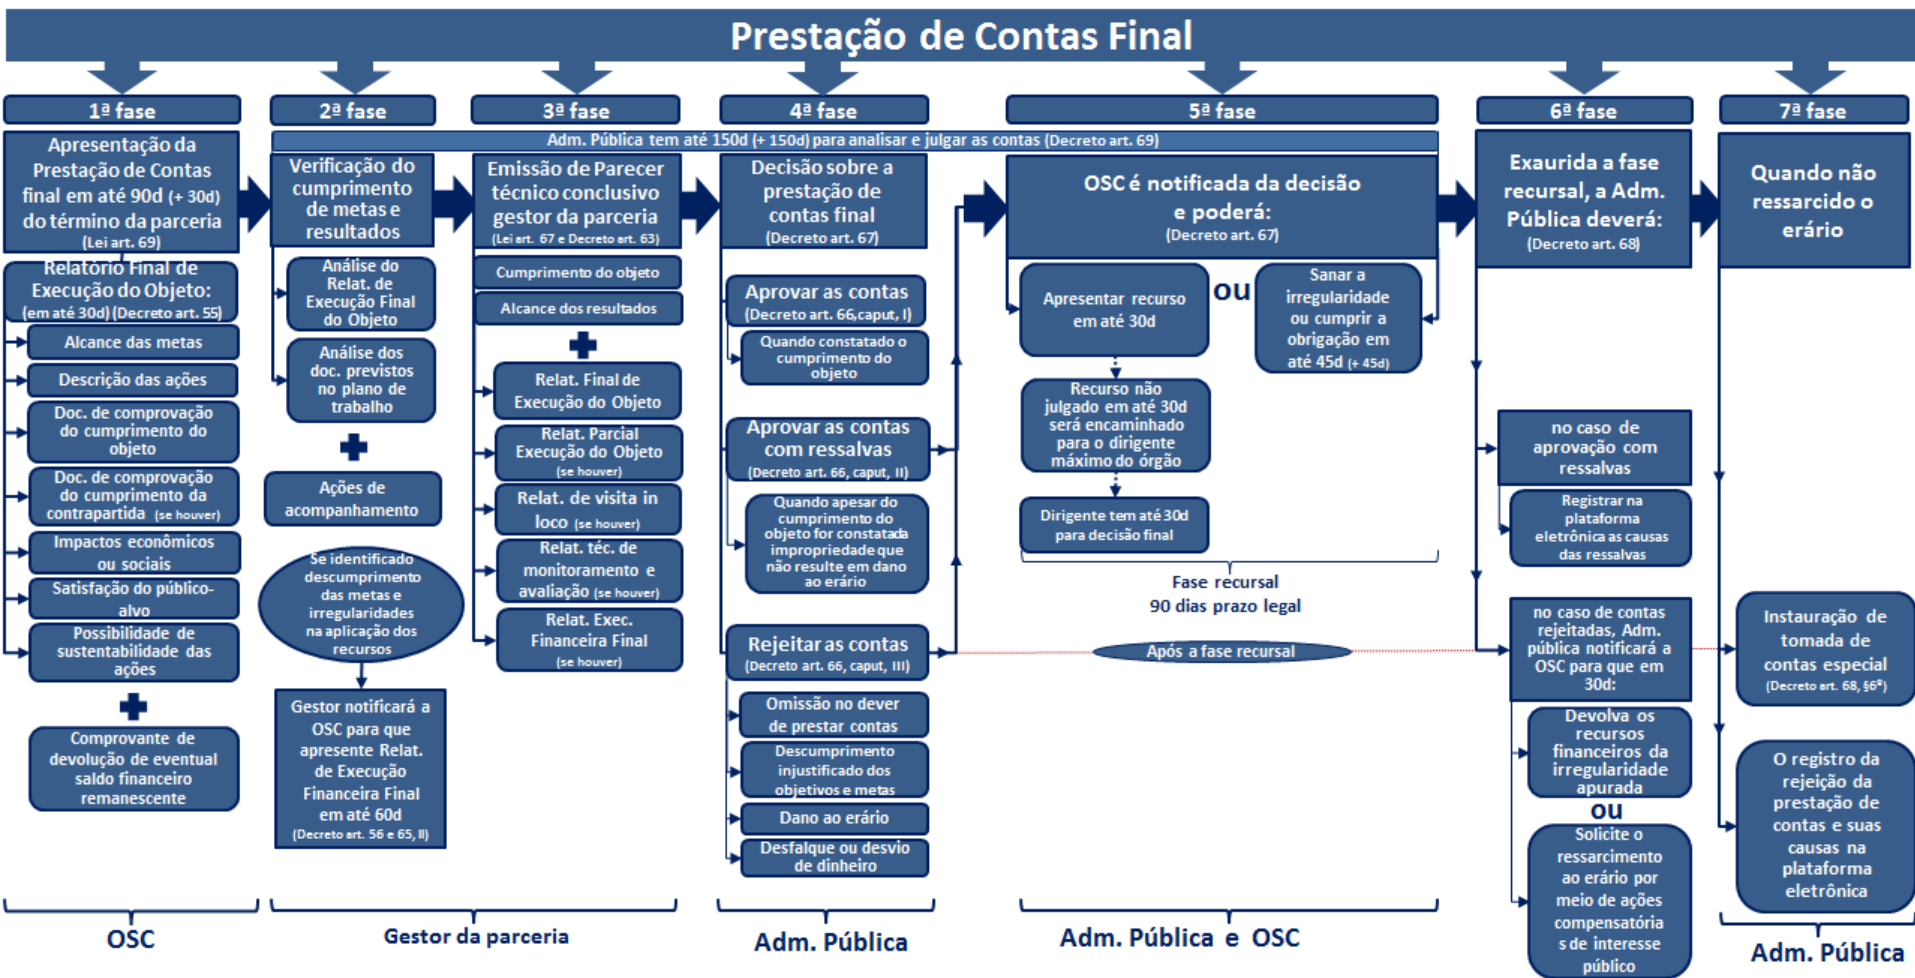 Prestação de Contas Final
1ª fase
Apresentação da
Prestação de Contas
final em até 90d (+ 30d)
do término da parceria
(Lei art. 69)
Relatório Final de
Execução do Objeto:
(em até 30d) (Decreto art. 55)
Alcance das metas
Descrição das ações
Doc. de comprovação
do cumprimento do
objeto
Doc. de comprovação
do cumprimento da
contrapartida (se houver)
Impactos econômicos
ou sociais
Satisfação do público-
alvo
Possibilidade de
sustentabilidade das
ações
Comprovante de
devolução de eventual
saldo financeiro
remanescente
OSC
Adm. Pública tem até 150d (+ 150d) para analisar e julgar as contas (Decreto art. 69)
2ª fase
Verificação do
cumprimento
de metas e
resultados
Análise do
Relat. de
Execução Final
do Objeto
Análise dos
doc. previstos
no plano de
trabalho
Ações de
acompanhamento
Se identificado
descumprimento
das metas e
irregularidades
na aplicação dos
recursos
Gestor notificará a
OSC para que
apresente Relat.
de Execução
Financeira Final
em até 60d
(Decreto art. 56 e 65, II)
3ª fase
Emissão de Parecer
técnico conclusivo
gestor da parceria
(Lei art. 67 e Decreto art. 63)
Cumprimento do objeto
Alcance dos resultados
Relat. Final de
Execução do Objeto
Relat. Parcial
Execução do Objeto
(se houver)
Relat. de visita in
loco (se houver)
Relat. téc. de
monitoramento e
avaliação (se houver)
Relat. Exec.
Financeira Final
(se houver)
Gestor da parceria
4ª fase
Decisão sobre a
prestação de
contas final
(Decreto art. 67)
Aprovar as contas
(Decreto art. 66,caput, I)
Quando constatado o
cumprimento do
objeto
Aprovar as contas
com ressalvas
(Decreto art. 66, caput, II)
Quando apesar do
cumprimento do
objeto for constatada
impropriedade que
não resulte em dano
ao erário
Rejeitar as contas
(Decreto art. 66, caput, III)
Omissão no dever
de prestar contas
Descumprimento
injustificado dos
objetivos e metas
Dano ao erário
Desfalque ou desvio
de dinheiro
Adm. Pública
5ª fase
OSC é notificada da decisão
e poderá:
(Decreto art. 67)
Apresentar recurso
em até 30d
ou
Sanar a
irregularidade
ou cumprir a
obrigação em
até 45d (+ 45d)
Recurso não
julgado em até 30d
será encaminhado
para o dirigente
máximo do órgão
Dirigente tem até 30d
para decisão final
Fase recursal
90 dias prazo legal
Após a fase recursal
Adm. Pública e OSC
6ª fase
Exaurida a fase
recursal, a Adm.
Pública deverá:
(Decreto art. 68)
no caso de
aprovação com
ressalvas
Registrar na
plataforma
eletrônica as causas
das ressalvas
no caso de contas
rejeitadas, Adm.
pública notificará a
OSC para que em
30d:
Devolva os
recursos
financeiros da
irregularidade
apurada
ou
Solicite o
ressarcimento
ao erário por
meio de ações
compensatória
s de interesse
público
7ª fase
Quando não
ressarcido o
erário
Instauração de
tomada de
contas especial
(Decreto art. 68, §6º)
O registro da
rejeição da
prestação de
contas e suas
causas na
plataforma
eletrônica
Adm. Pública